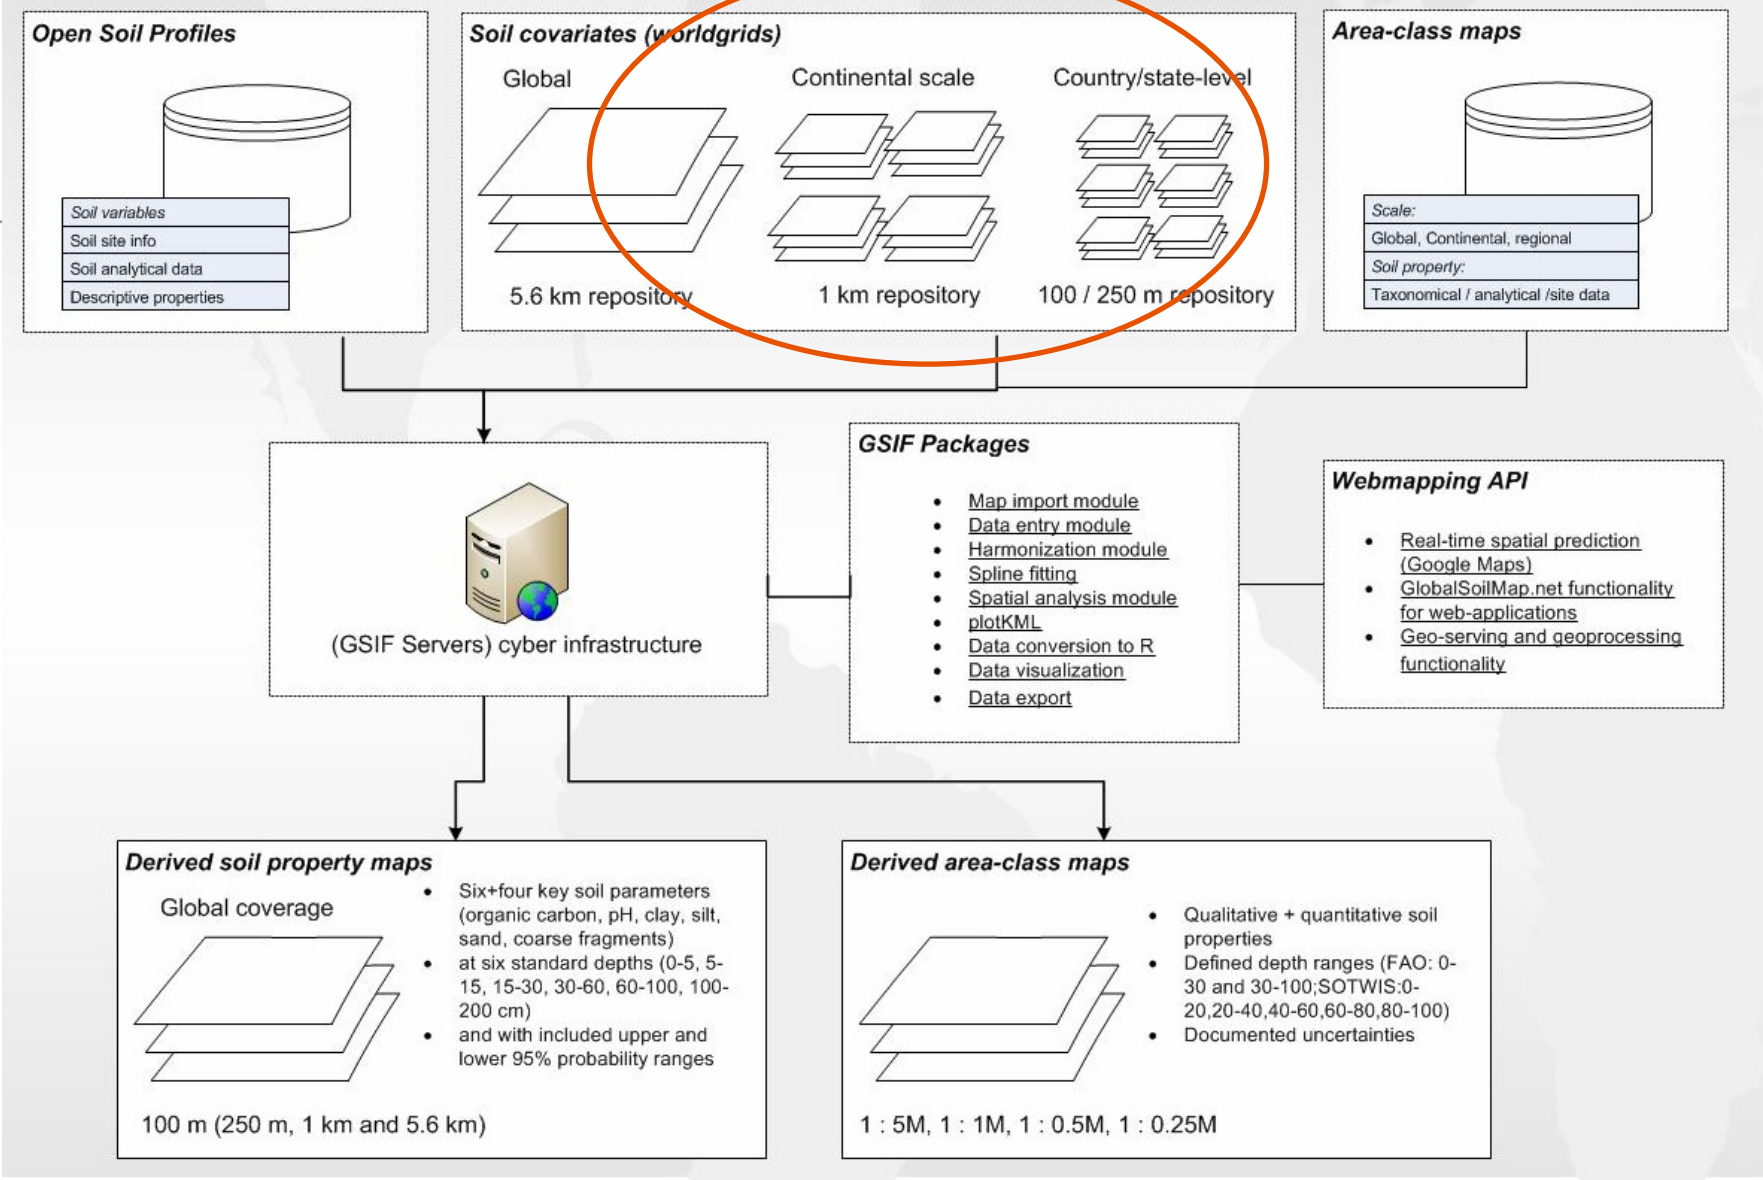 Open Soil Profiles
Soil variables
Soil site info
Soil analytical data
Descriptive properties
Soil covariates (worldgrids)
Global
Continental scale
Country/state-level
5.6 km repository
1 km repository
100 / 250 m repository
Area-class maps
Scale:
Global, Continental, regional
Soil property:
Taxonomical / analytical /site data
(GSIF Servers) cyber infrastructure
GSIF Packages
• Map import module
• Data entry module
• Harmonization module
• Spline fitting
• Spatial analysis module
• plotKML
• Data conversion to R
• Data visualization
• Data export
Webmapping API
• Real-time spatial prediction
(Google Maps)
• GlobalSoilMap.net functionality
for web-applications
• Geo-serving and geoprocessing
functionality
Derived soil property maps
Global coverage
• Six+four key soil parameters
(organic carbon, pH, clay, silt,
sand, coarse fragments)
• at six standard depths (0-5, 5-
15, 15-30, 30-60, 60-100, 100-
200 cm)
• and with included upper and
lower 95% probability ranges
100 m (250 m, 1 km and 5.6 km)
Derived area-class maps
• Qualitative + quantitative soil
properties
• Defined depth ranges (FAO: 0-
30 and 30-100;SOTWIS:0-
20,20-40,40-60,60-80,80-100)
• Documented uncertainties
1 : 5M, 1 : 1M, 1 : 0.5M, 1 : 0.25M